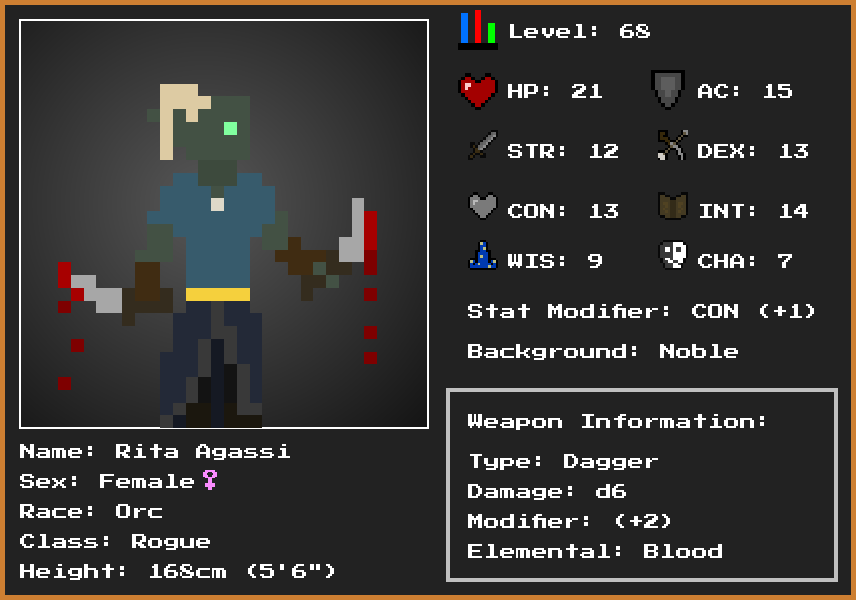 Level: 68
HP: 21 AC: 15
STR: 12 DEX: 13
CON: 13 INT: 14
WIS: 9 CHA: 7
Stat Modifier: CON (+1)
Background: Noble
Weapon Information:
Type: Dagger
Damage: d6
Modifier: (+2)
Elemental: Blood
Name: Rita Agassi
Sex: Female♀
Race: Orc
Class: Rogue
Height: 168cm (5'6")